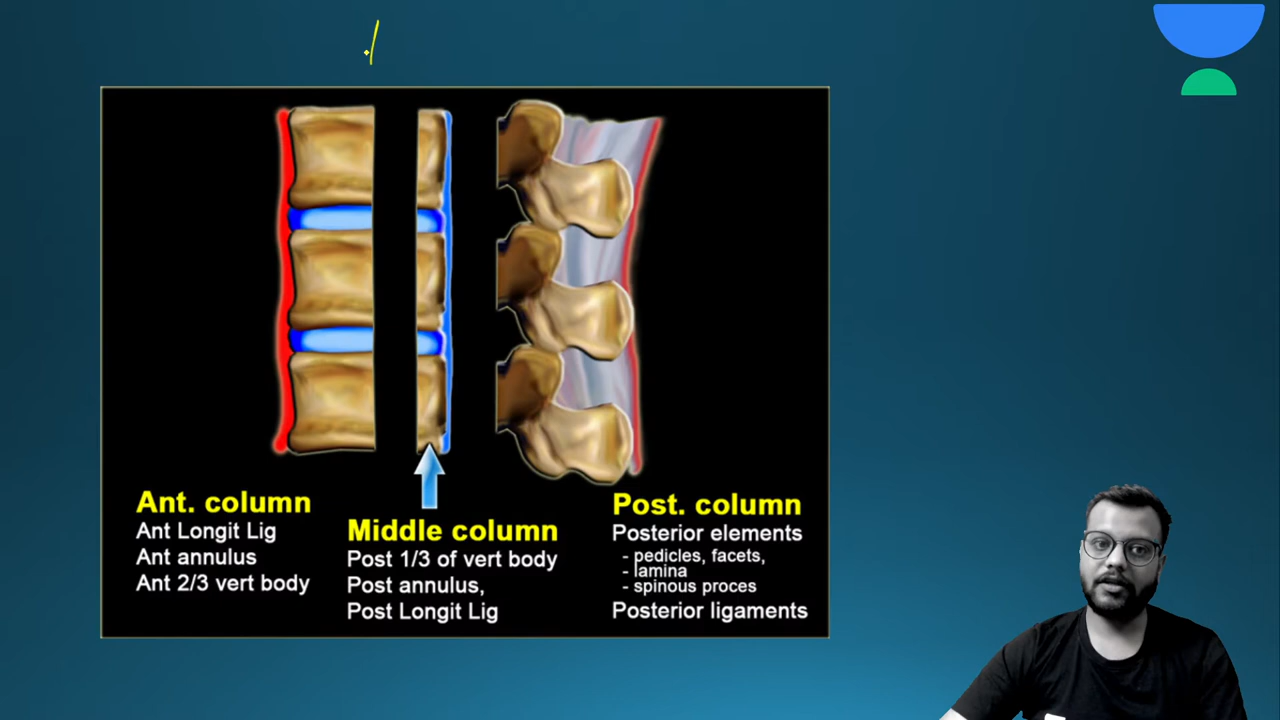 Ant. column
Ant Longit Lig
Ant annulus
Ant 2/3 vert body
Middle column
Post 1/3 of vert body
Post annulus,
Post Longit Lig
Post. column
Posterior elements
- pedicles, facets,
- lamina
- spinous proces
Posterior ligaments